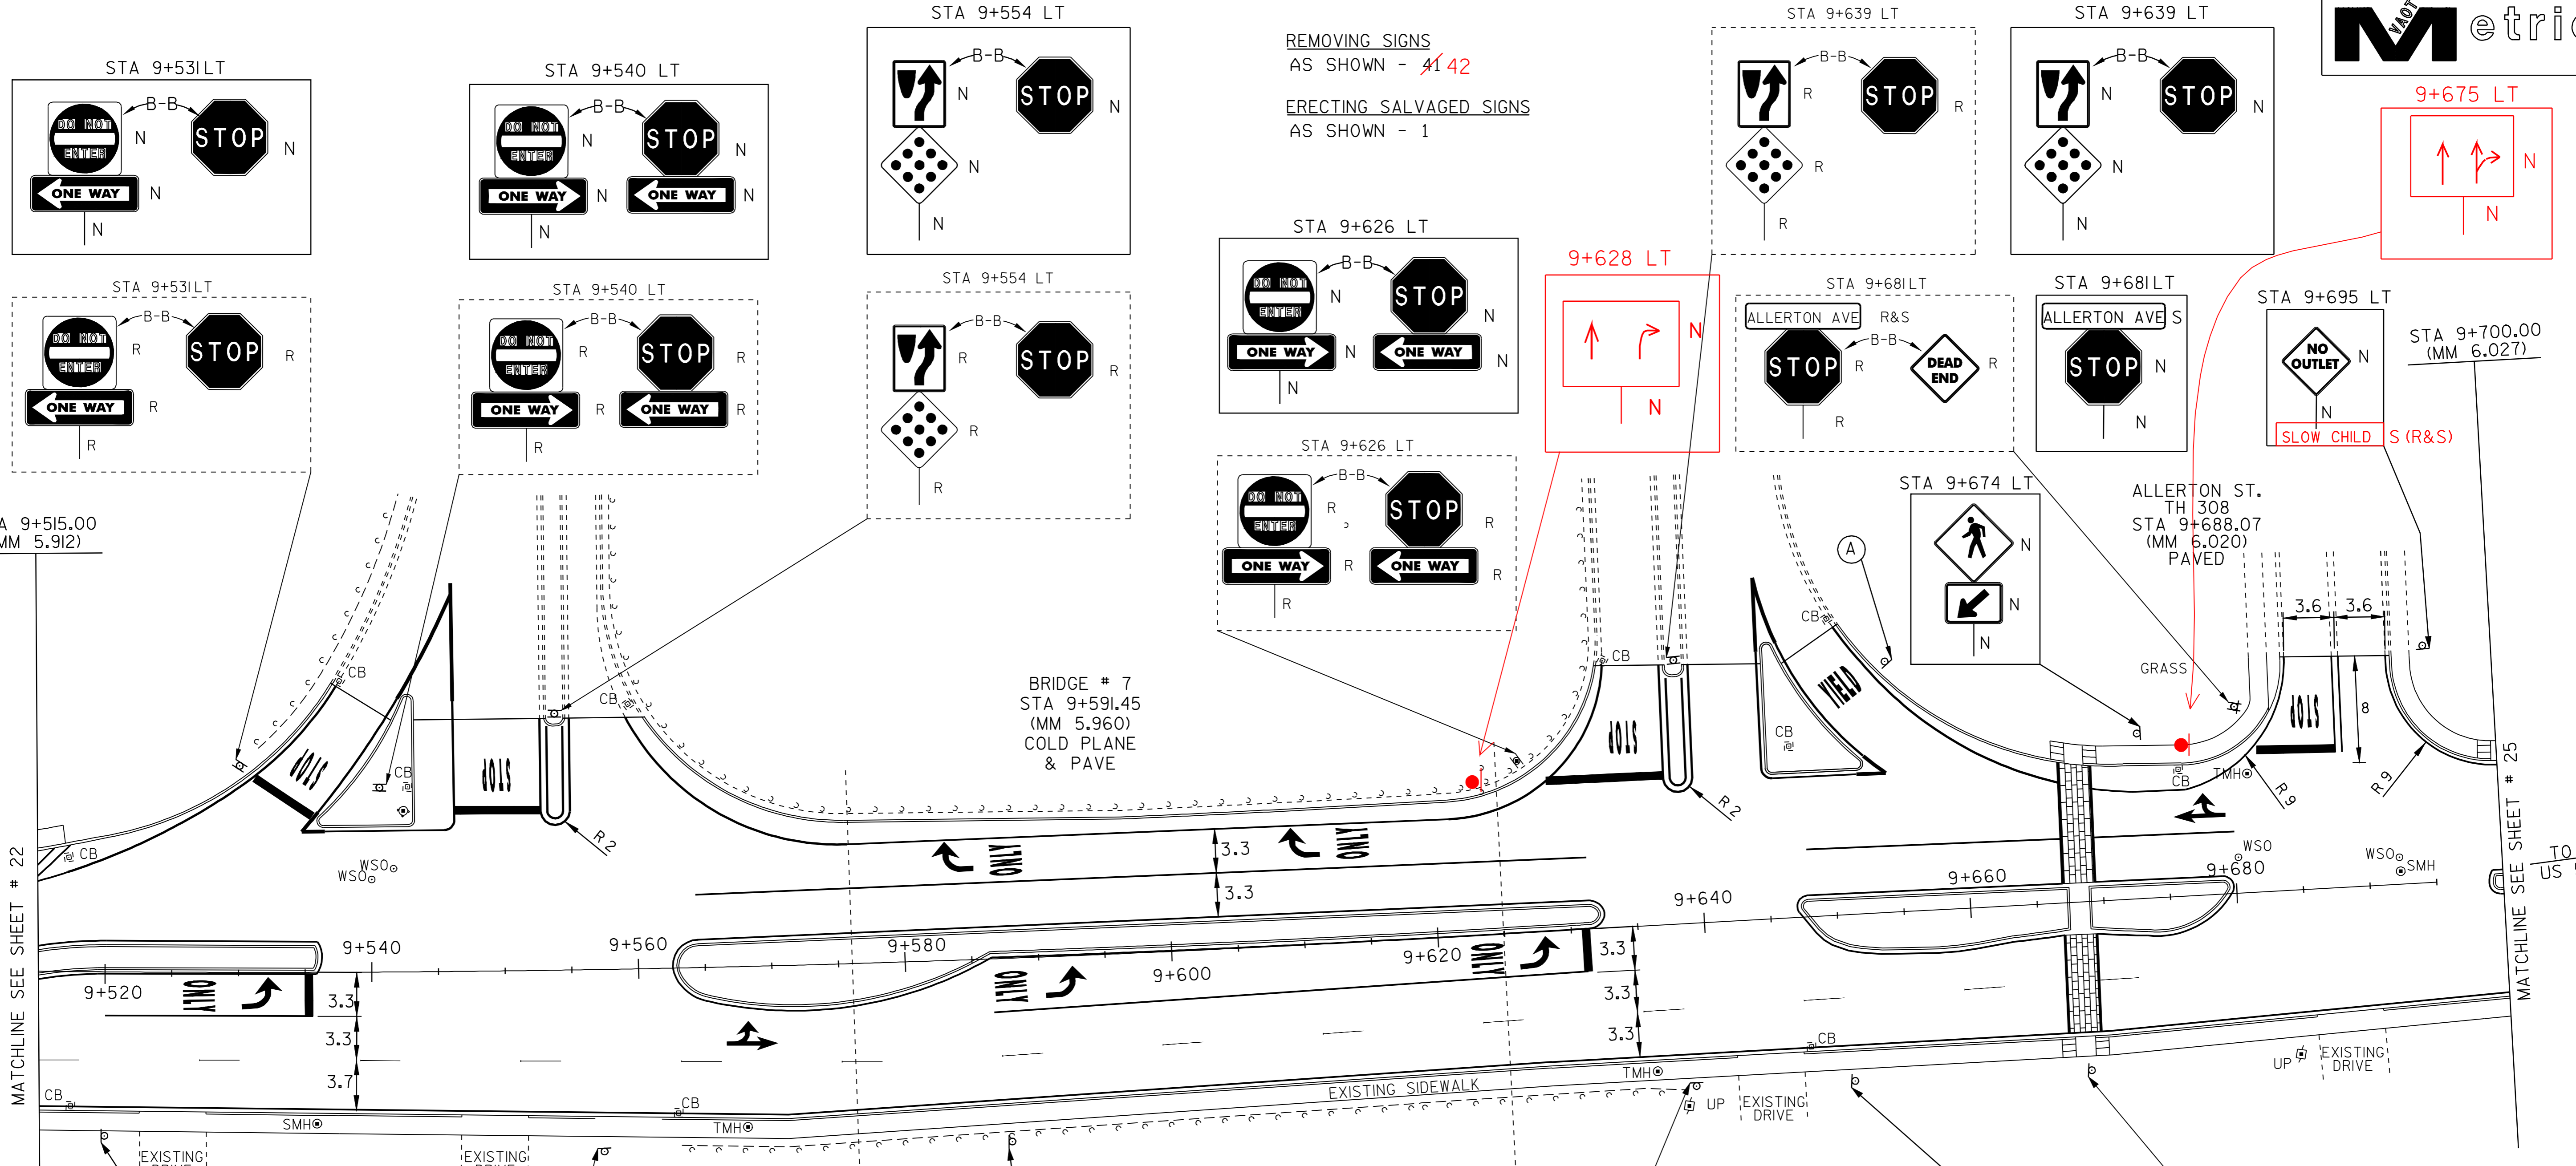 STA 9+531 LT
B-B
DO NOT
ENTER
N
STOP
N
ONE WAY
N
N
STA 9+540 LT
B-B
DO NOT
ENTER
N
STOP
N
ONE WAY
N
ONE WAY
N
N
STA 9+554 LT
B-B
N
STOP
N
N
N
REMOVING SIGNS
AS SHOWN - 41 42
ERECTING SALVAGED SIGNS
AS SHOWN - 1
STA 9+639 LT
B-B
R
STOP
R
R
R
STA 9+639 LT
B-B
N
STOP
N
N
N
VAOT
Metric
9+675 LT
N
N
STA 9+531 LT
B-B
DO NOT
ENTER
R
STOP
R
ONE WAY
R
R
STA 9+540 LT
B-B
DO NOT
ENTER
R
STOP
R
ONE WAY
R
ONE WAY
R
R
STA 9+554 LT
B-B
R
STOP
R
R
R
STA 9+626 LT
B-B
DO NOT
ENTER
N
STOP
N
ONE WAY
N
ONE WAY
N
N
STA 9+626 LT
B-B
DO NOT
ENTER
R
STOP
R
ONE WAY
R
ONE WAY
R
R
9+628 LT
N
N
STA 9+681 LT
ALLERTON AVE R&S
B-B
STOP
R
DEAD
END
R
R
STA 9+681 LT
ALLERTON AVE S
STOP
N
N
STA 9+695 LT
NO
OUTLET
N
N
SLOW CHILD S (R&S)
STA 9+700.00
(MM 6.027)
STA 9+674 LT
N
N
N
ALLERTON ST.
TH 308
STA 9+688.07
(MM 6.020)
PAVED
A 9+515.00
MM 5.912)
A
3.6 3.6
8
GRASS
CB
CB
CB
CB
CB
CB
CB
CB
YIELD
STOP
STOP
STOP
STOP
BRIDGE # 7
STA 9+591.45
(MM 5.960)
COLD PLANE
& PAVE
R 2
R 2
R 9
R 9
TMH
WSO
WSO
CB
ONLY
ONLY
3.3
3.3
WSO
WSO
SMH
TO
US
MATCHLINE SEE SHEET # 22
MATCHLINE SEE SHEET # 25
9+520
9+540
9+560
9+580
9+600
9+620
9+640
9+660
9+680
ONLY
ONLY
ONLY
3.3
3.3
3.7
3.3
3.3
3.3
CB
CB
CB
SMH
TMH
TMH
EXISTING SIDEWALK
UP
EXISTING
DRIVE
UP
EXISTING
DRIVE
EXISTING
DRIVE
EXISTING
DRIVE